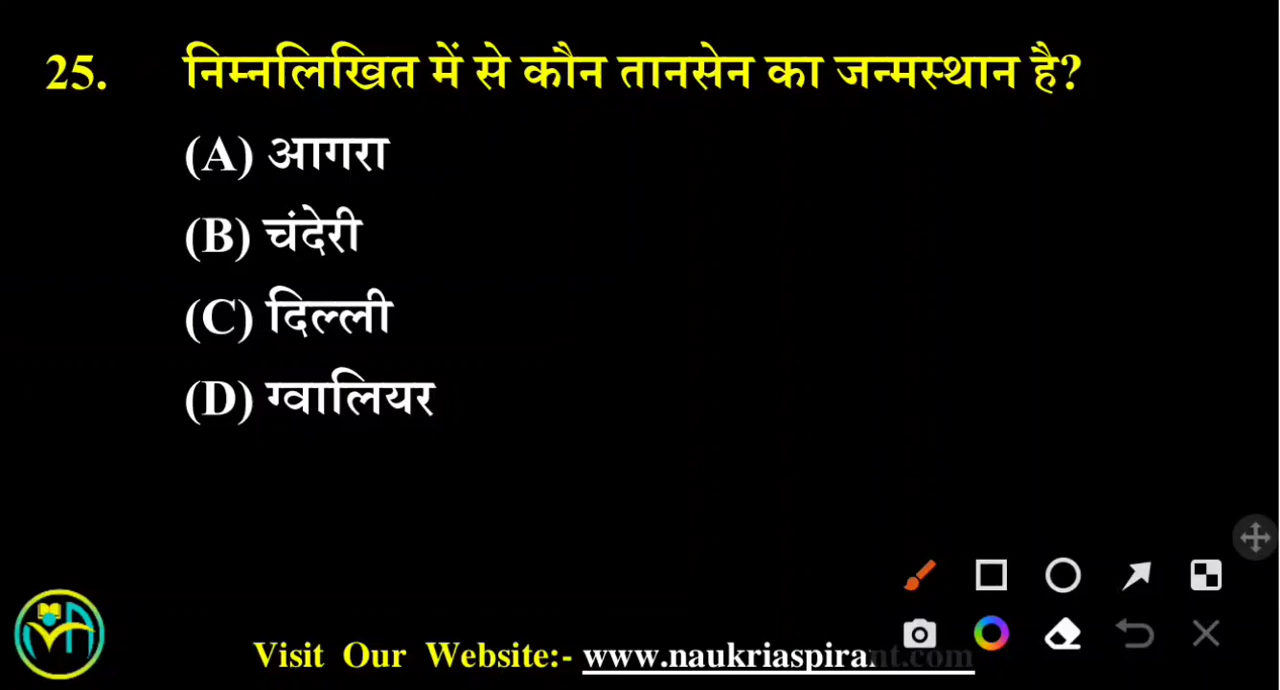 25. निम्नलिखित में से कौन तानसेन का जन्मस्थान है?
(A) आगरा
(B) चंदेरी
(C) दिल्ली
(D) ग्वालियर
Visit Our Website:- www.naukriaspirant.com